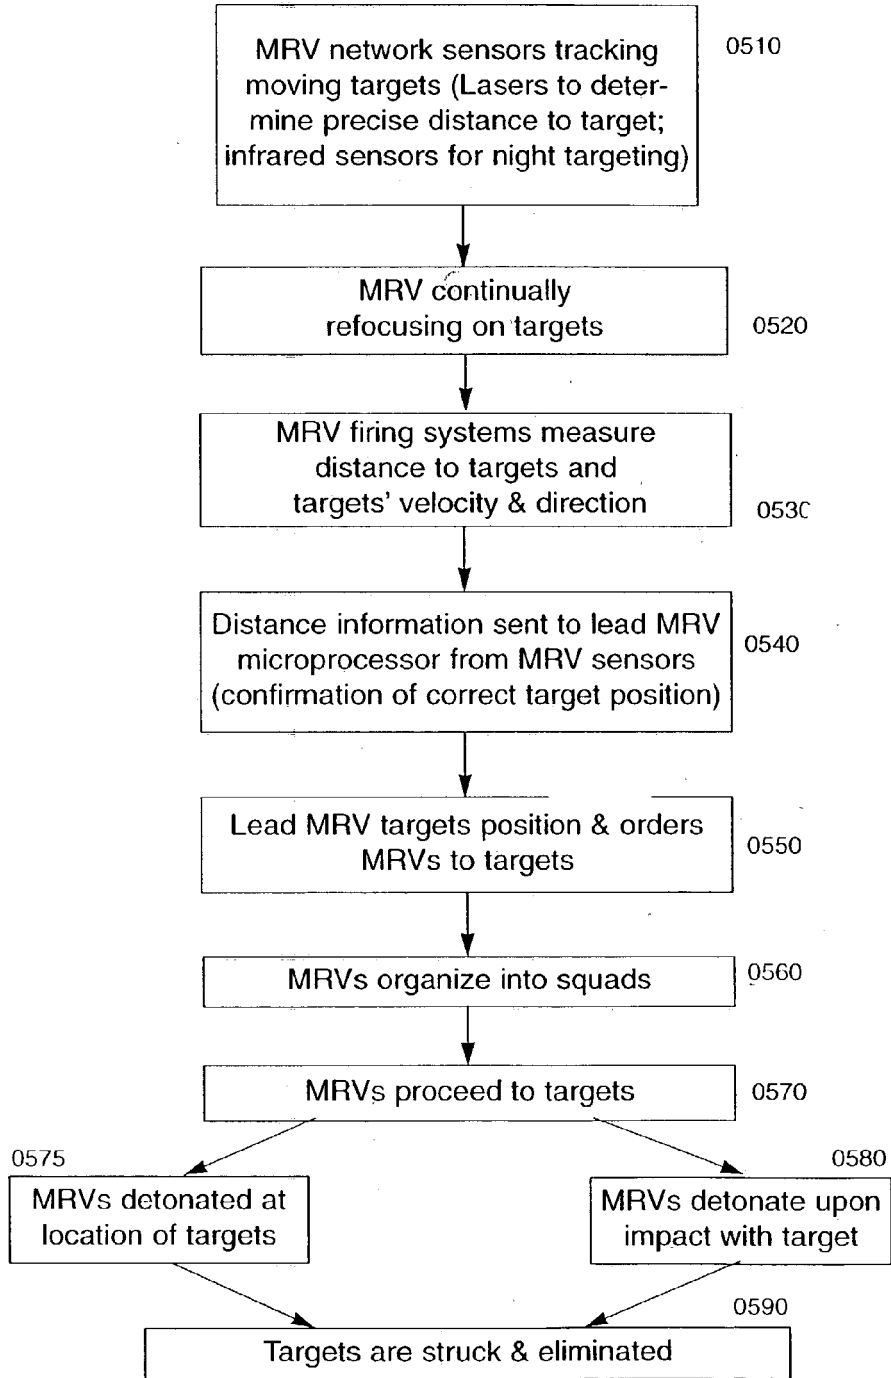 MRV network sensors tracking
moving targets (Lasers to deter-
mine precise distance to target;
infrared sensors for night targeting)
0510
MRV continually
refocusing on targets
0520
MRV firing systems measure
distance to targets and
targets' velocity & direction
0530
Distance information sent to lead MRV
microprocessor from MRV sensors
(confirmation of correct target position)
0540
Lead MRV targets position & orders
MRVs to targets
0550
MRVs organize into squads
0560
MRVs proceed to targets
0570
0575
MRVs detonated at
location of targets
0580
MRVs detonate upon
impact with target
0590
Targets are struck & eliminated